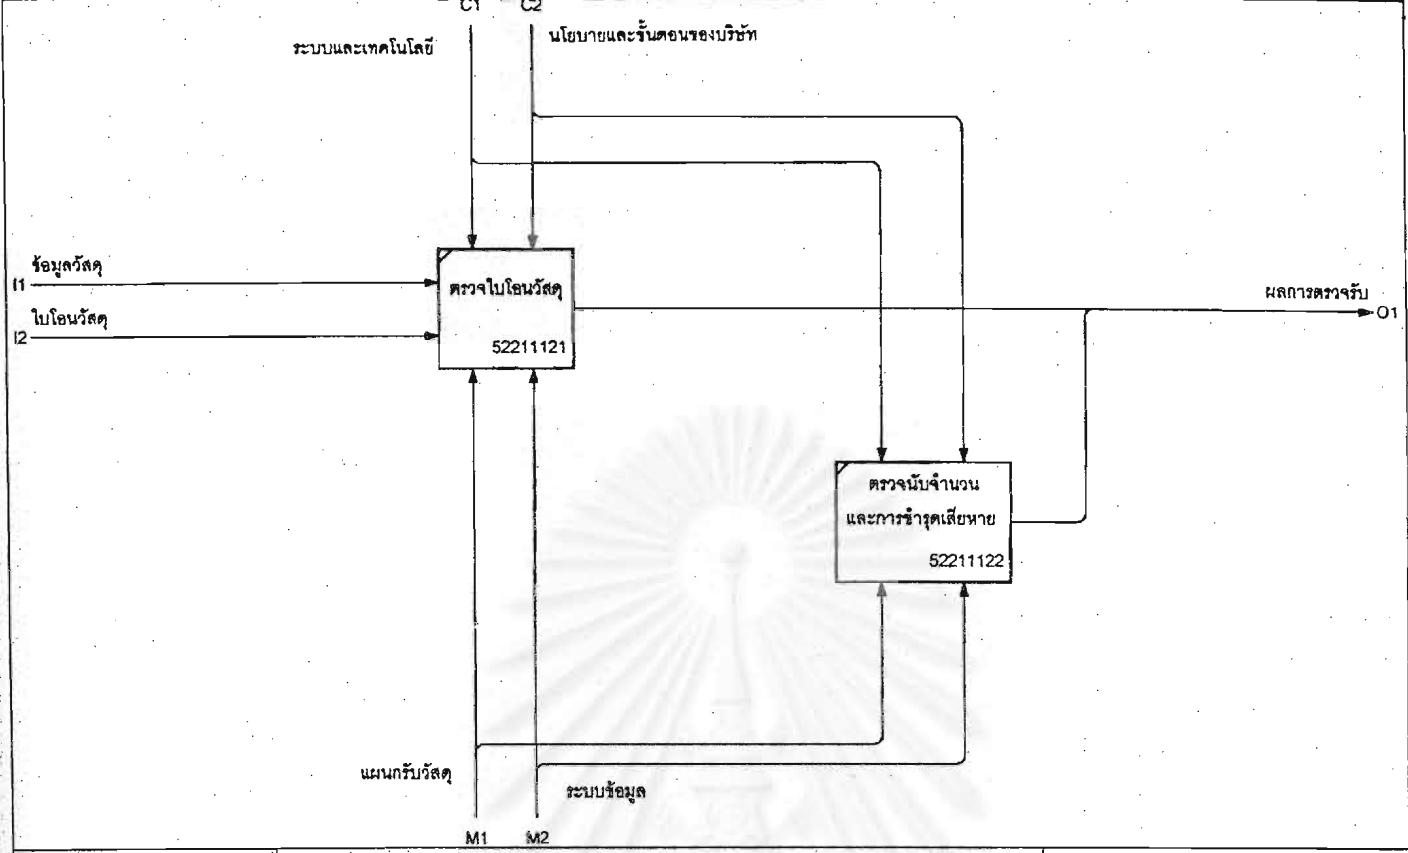 C1 C2
ระบบและเทคโนโลยี
นโยบายและขั้นตอนของบริษัท
ข้อมูลวัสดุ
I1
ใบโอนวัสดุ
I2
ตรวจใบโอนวัสดุ
52211121
ผลการตรวจรับ
O1
ตรวจนับจำนวน
และการชำรุดเสียหาย
52211122
แผนกรับวัสดุ
ระบบข้อมูล
M1 M2